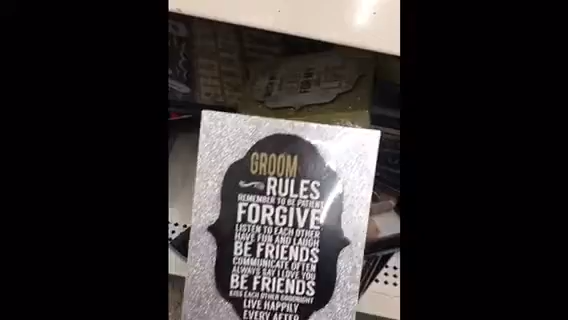 GROOM
RULES
REMEMBER TO BE PATIENT
FORGIVE
LISTEN TO EACH OTHER
HAVE FUN AND LAUGH
BE FRIENDS
COMMUNICATE OFTEN
ALWAYS SAY I LOVE YOU
BE FRIENDS
KISS EACH OTHER GOODNIGHT
LIVE HAPPILY
EVERY AFTER